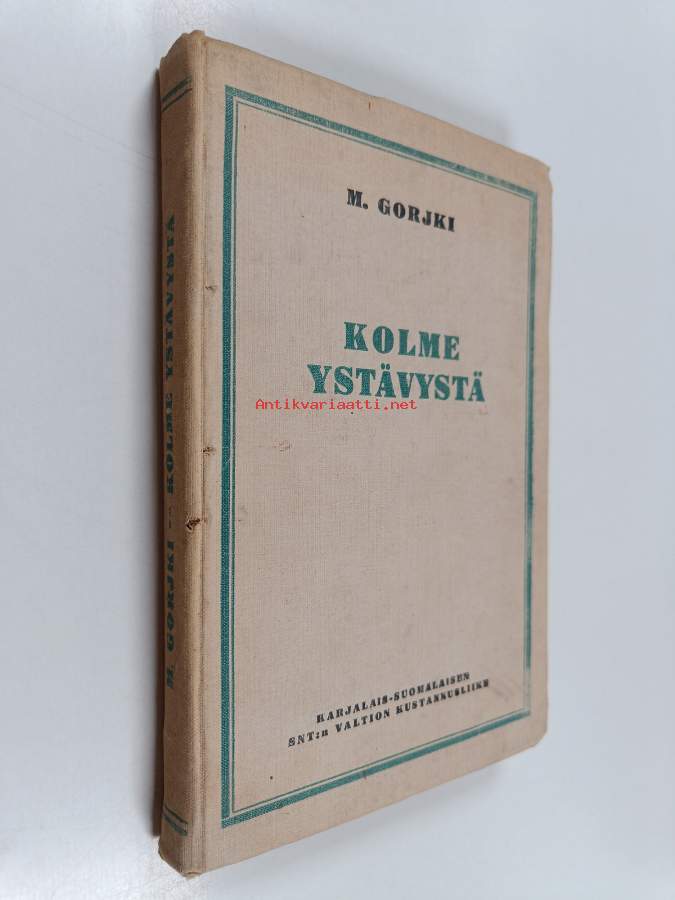 M. GORJKI
KOLME
YSTÄVYSTÄ
Antikvariaatti.net
KARJALAIS-SUOMALAISEN
SNT:n VALTION KUSTANNUSLIIKE
M. GORJKI -- KOLME YSTÄVYSTÄ